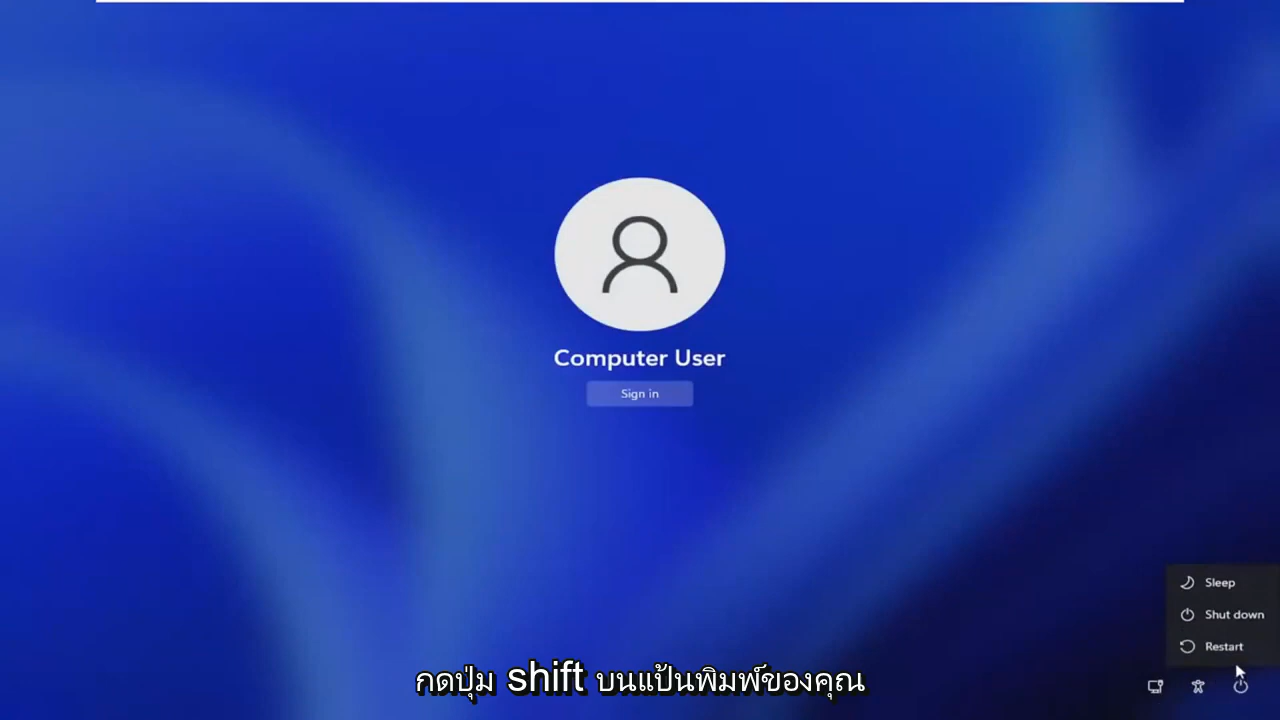 Computer User
Sign in
Sleep
Shut down
Restart
กดปุ่ม shift บนแป้นพิมพ์ของคุณ